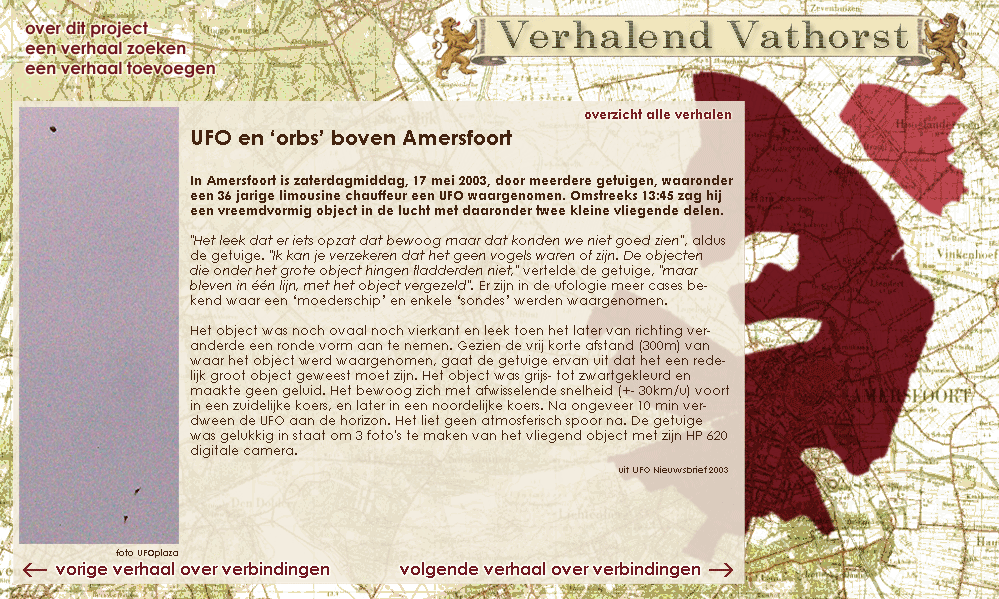 over dit project
een verhaal zoeken
een verhaal toevoegen
Verhalend Vathorst
overzicht alle verhalen
UFO en ‘orbs’ boven Amersfoort
In Amersfoort is zaterdagmiddag, 17 mei 2003, door meerdere getuigen, waaronder
een 36 jarige limousine chauffeur een UFO waargenomen. Omstreeks 13:45 zag hij
een vreemdvormig object in de lucht met daaronder twee kleine vliegende delen.
"Het leek dat er iets opzat dat bewoog maar dat konden we niet goed zien", aldus
de getuige. "Ik kan je verzekeren dat het geen vogels waren of zijn. De objecten
die onder het grote object hingen fladderden niet," vertelde de getuige, "maar
bleven in één lijn, met het object vergezeld". Er zijn in de ufologie meer cases be-
kend waar een ‘moederschip’ en enkele ‘sondes’ werden waargenomen.
Het object was noch ovaal noch vierkant en leek toen het later van richting ver-
anderde een ronde vorm aan te nemen. Gezien de vrij korte afstand (300m) van
waar het object werd waargenomen, gaat de getuige ervan uit dat het een rede-
lijk groot object geweest moet zijn. Het object was grijs- tot zwartgekleurd en
maakte geen geluid. Het bewoog zich met afwisselende snelheid (+- 30km/u) voort
in een zuidelijke koers, en later in een noordelijke koers. Na ongeveer 10 min ver-
dween de UFO aan de horizon. Het liet geen atmosferisch spoor na. De getuige
was gelukkig in staat om 3 foto's te maken van het vliegend object met zijn HP 620
digitale camera.
uit UFO Nieuwsbrief 2003
foto UFOplaza
← vorige verhaal over verbindingen
volgende verhaal over verbindingen →
AMERSFOORT